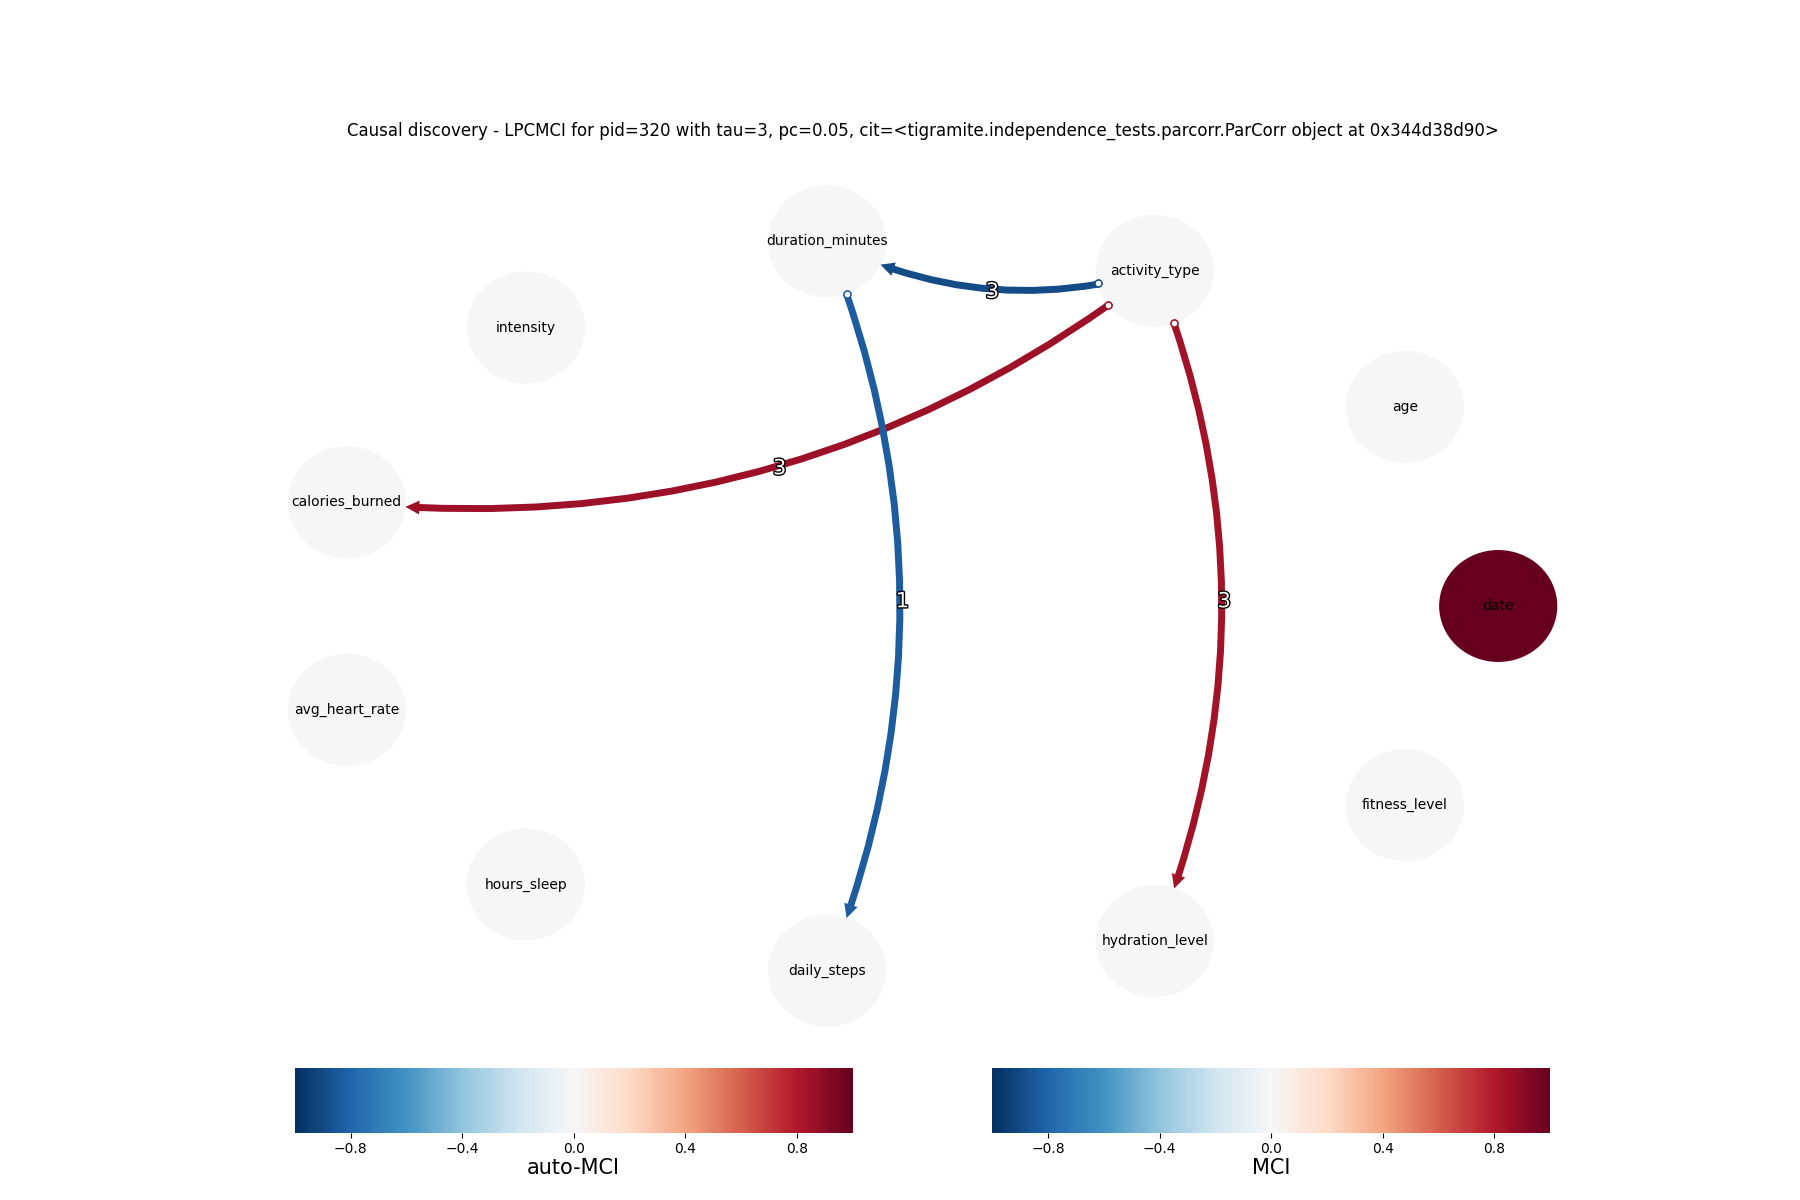 Causal discovery - LPCMCI for pid=320 with tau=3, pc=0.05, cit=<tigramite.independence_tests.parcorr.ParCorr object at 0x344d38d90>
duration_minutes
activity_type
3
intensity
age
3
calories_burned
1
3
date
avg_heart_rate
fitness_level
hours_sleep
hydration_level
daily_steps
−0.8 −0.4 0.0 0.4 0.8
auto-MCI
−0.8 −0.4 0.0 0.4 0.8
MCI